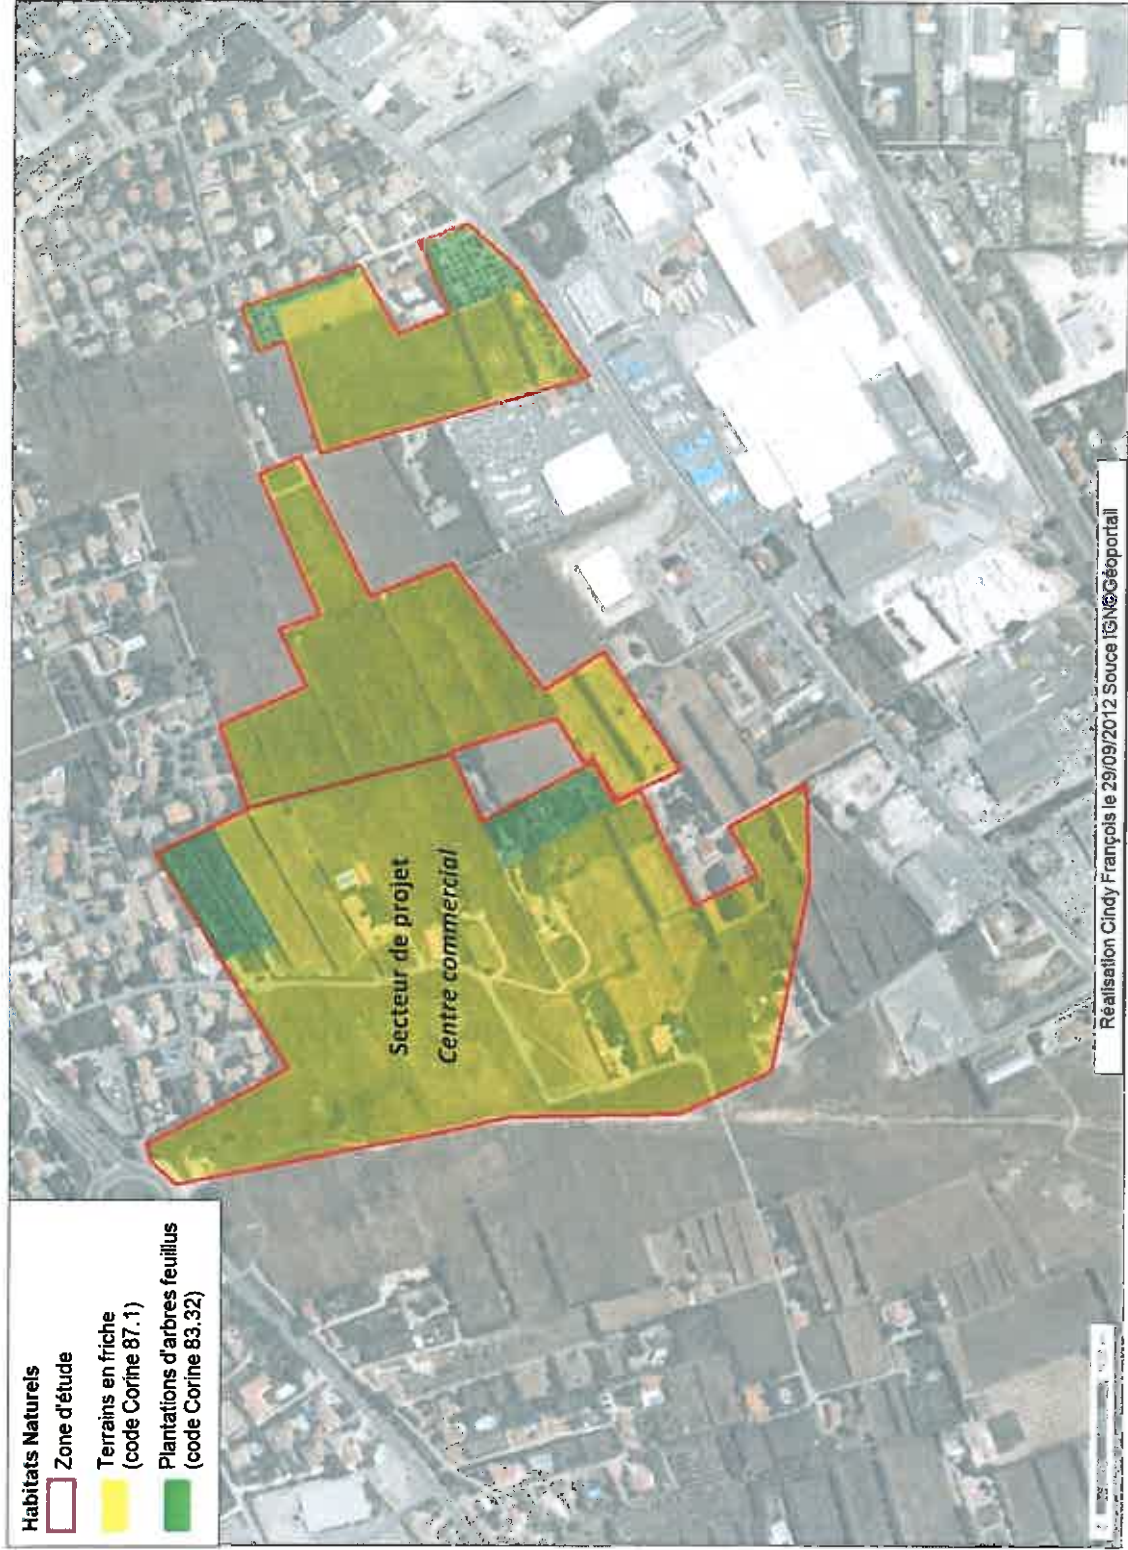 Habitats Naturels
Zone d'étude
Terrains en friche
(code Corine 87.1)
Plantations d'arbres feuillus
(code Corine 83.32)
Secteur de projet
Centre commercial
Réalisation Cindy François le 29/09/2012 Souce IGN©Géoportail